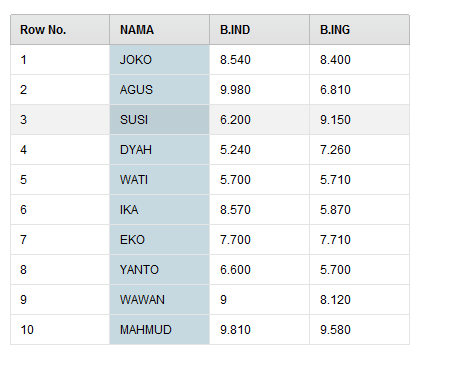 Row No. NAMA B.IND B.ING
1 JOKO 8.540 8.400
2 AGUS 9.980 6.810
3 SUSI 6.200 9.150
4 DYAH 5.240 7.260
5 WATI 5.700 5.710
6 IKA 8.570 5.870
7 EKO 7.700 7.710
8 YANTO 6.600 5.700
9 WAWAN 9 8.120
10 MAHMUD 9.810 9.580